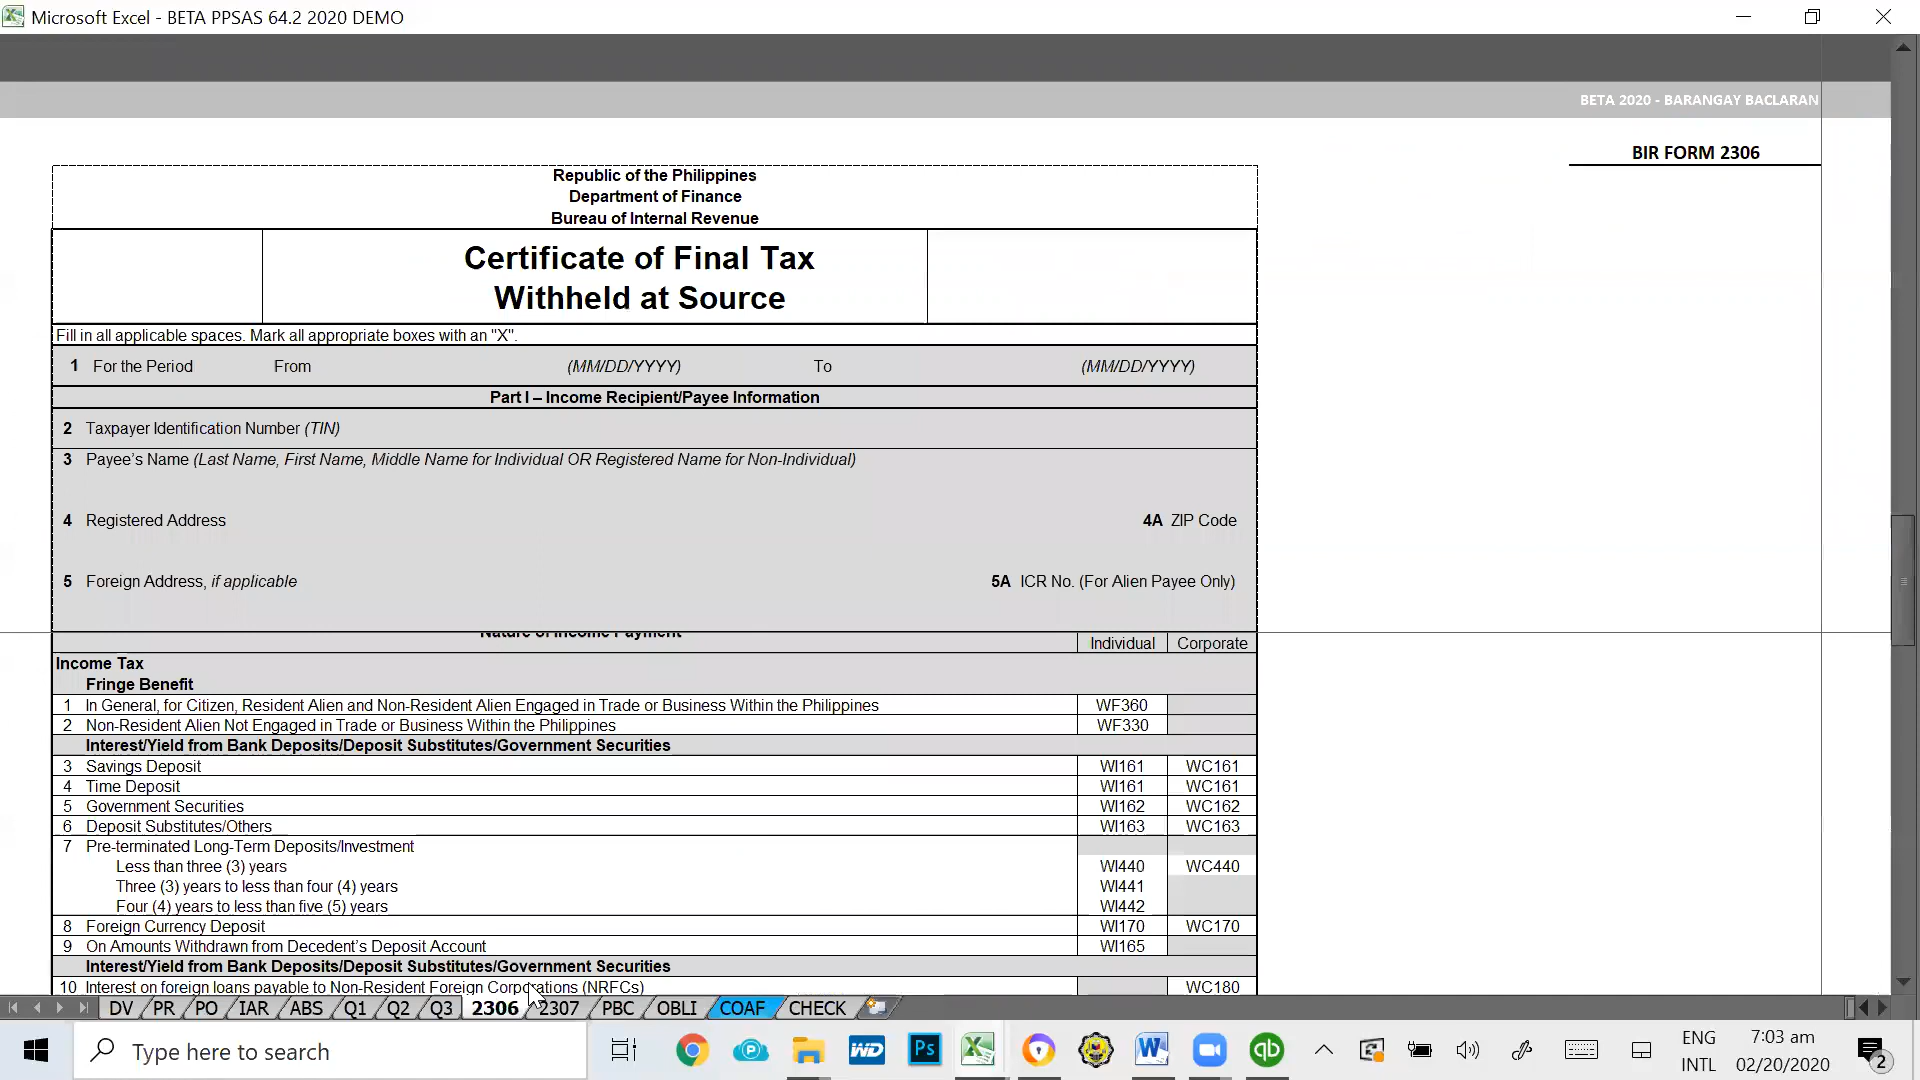 Microsoft Excel - BETA PPSAS 64.2 2020 DEMO
BETA 2020 - BARANGAY BACLARAN
BIR FORM 2306
Republic of the Philippines
Department of Finance
Bureau of Internal Revenue
Certificate of Final Tax
Withheld at Source
Fill in all applicable spaces. Mark all appropriate boxes with an "X".
1 For the Period From (MM/DD/YYYY) To (MM/DD/YYYY)
Part I – Income Recipient/Payee Information
2 Taxpayer Identification Number (TIN)
3 Payee’s Name (Last Name, First Name, Middle Name for Individual OR Registered Name for Non-Individual)
4 Registered Address 4A ZIP Code
5 Foreign Address, if applicable 5A ICR No. (For Alien Payee Only)
Nature of Income Payment Individual Corporate
Income Tax
Fringe Benefit
1 In General, for Citizen, Resident Alien and Non-Resident Alien Engaged in Trade or Business Within the Philippines WF360
2 Non-Resident Alien Not Engaged in Trade or Business Within the Philippines WF330
Interest/Yield from Bank Deposits/Deposit Substitutes/Government Securities
3 Savings Deposit WI161 WC161
4 Time Deposit WI161 WC161
5 Government Securities WI162 WC162
6 Deposit Substitutes/Others WI163 WC163
7 Pre-terminated Long-Term Deposits/Investment
Less than three (3) years WI440 WC440
Three (3) years to less than four (4) years WI441
Four (4) years to less than five (5) years WI442
8 Foreign Currency Deposit WI170 WC170
9 On Amounts Withdrawn from Decedent’s Deposit Account WI165
Interest/Yield from Bank Deposits/Deposit Substitutes/Government Securities
10 Interest on foreign loans payable to Non-Resident Foreign Corporations (NRFCs) WC180
DV PR PO IAR ABS Q1 Q2 Q3 2306 2307 PBC OBLI COAF CHECK
Type here to search
WD
Ps
W
qb
ENG
INTL
7:03 am
02/20/2020
2